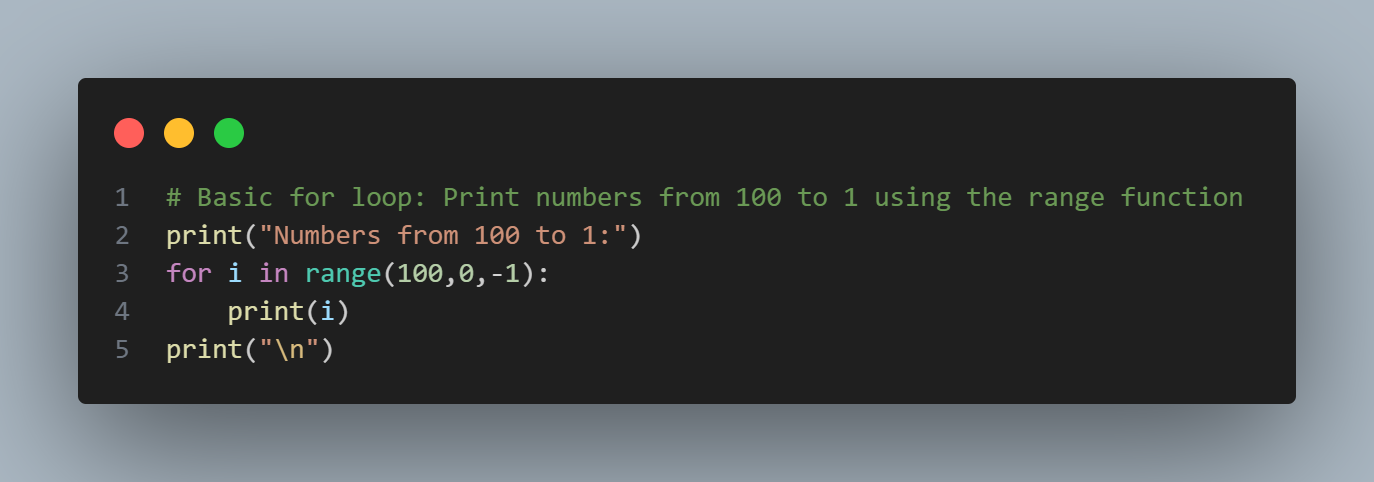 1 # Basic for loop: Print numbers from 100 to 1 using the range function
2 print("Numbers from 100 to 1:")
3 for i in range(100,0,-1):
4     print(i)
5 print("\n")